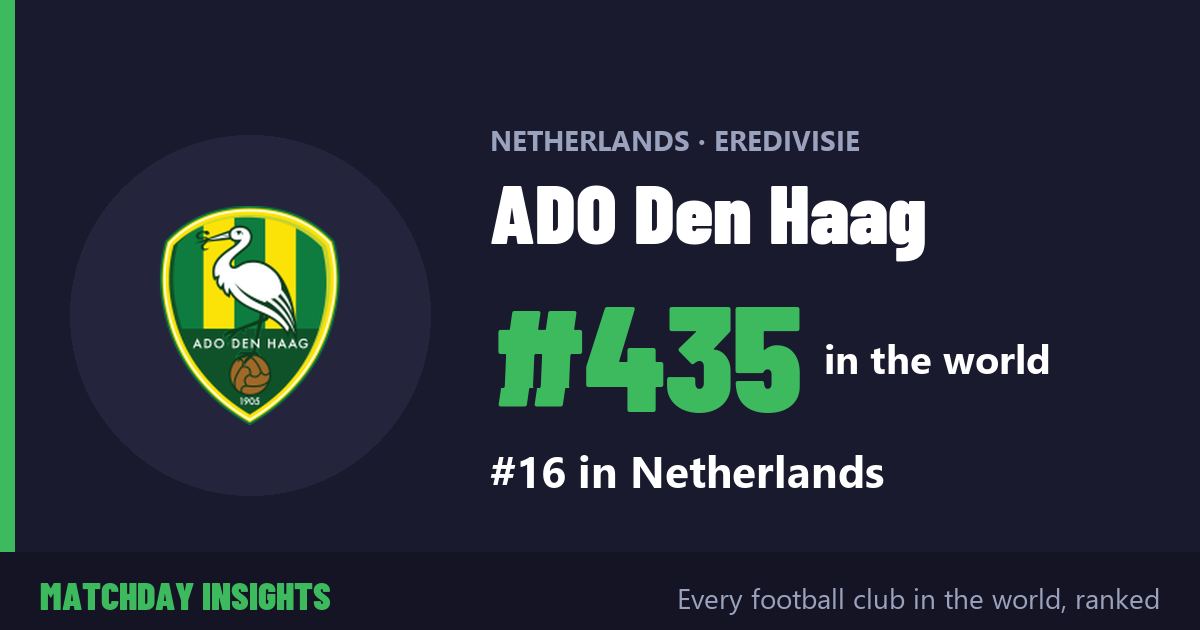 NETHERLANDS · EREDIVISIE
ADO Den Haag
ADO DEN HAAG
1905
#435 in the world
#16 in Netherlands
MATCHDAY INSIGHTS
Every football club in the world, ranked